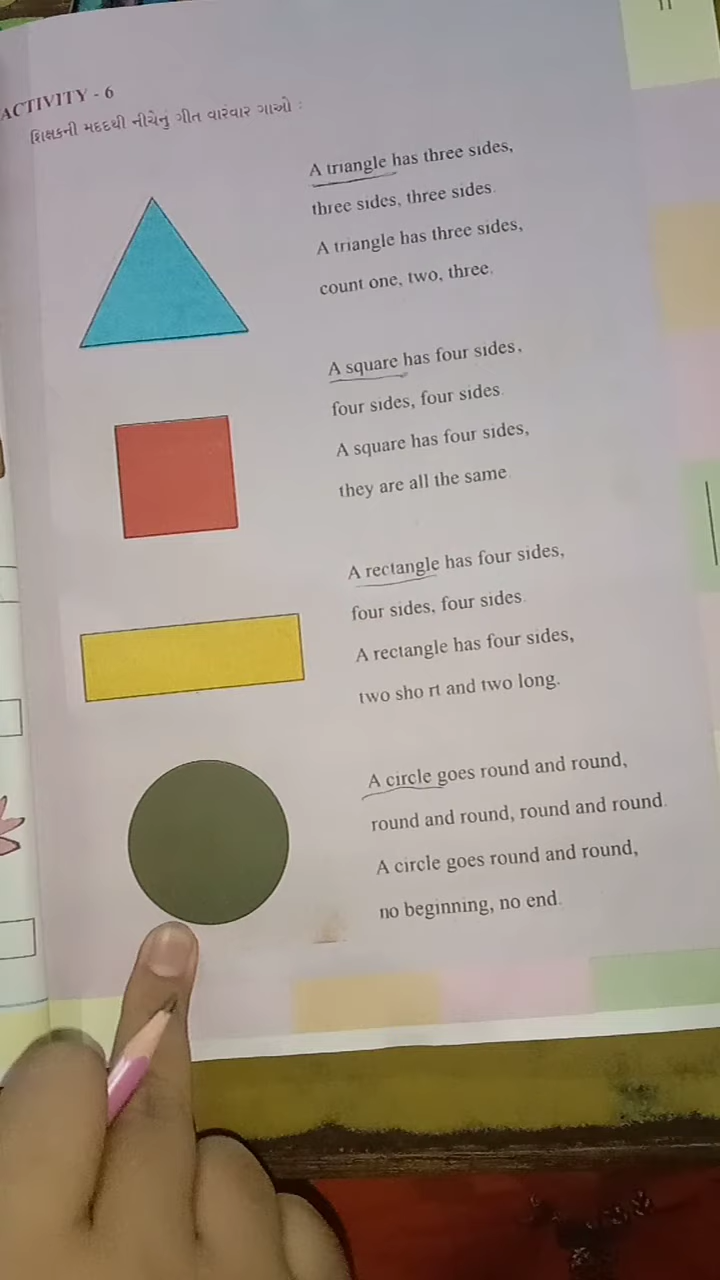 ACTIVITY - 6
શિક્ષકની મદદથી નીચેનું ગીત વારંવાર ગાઓ :
A triangle has three sides,
three sides, three sides.
A triangle has three sides,
count one, two, three.
A square has four sides,
four sides, four sides.
A square has four sides,
they are all the same.
A rectangle has four sides,
four sides, four sides.
A rectangle has four sides,
two sho rt and two long.
A circle goes round and round,
round and round, round and round.
A circle goes round and round,
no beginning, no end.